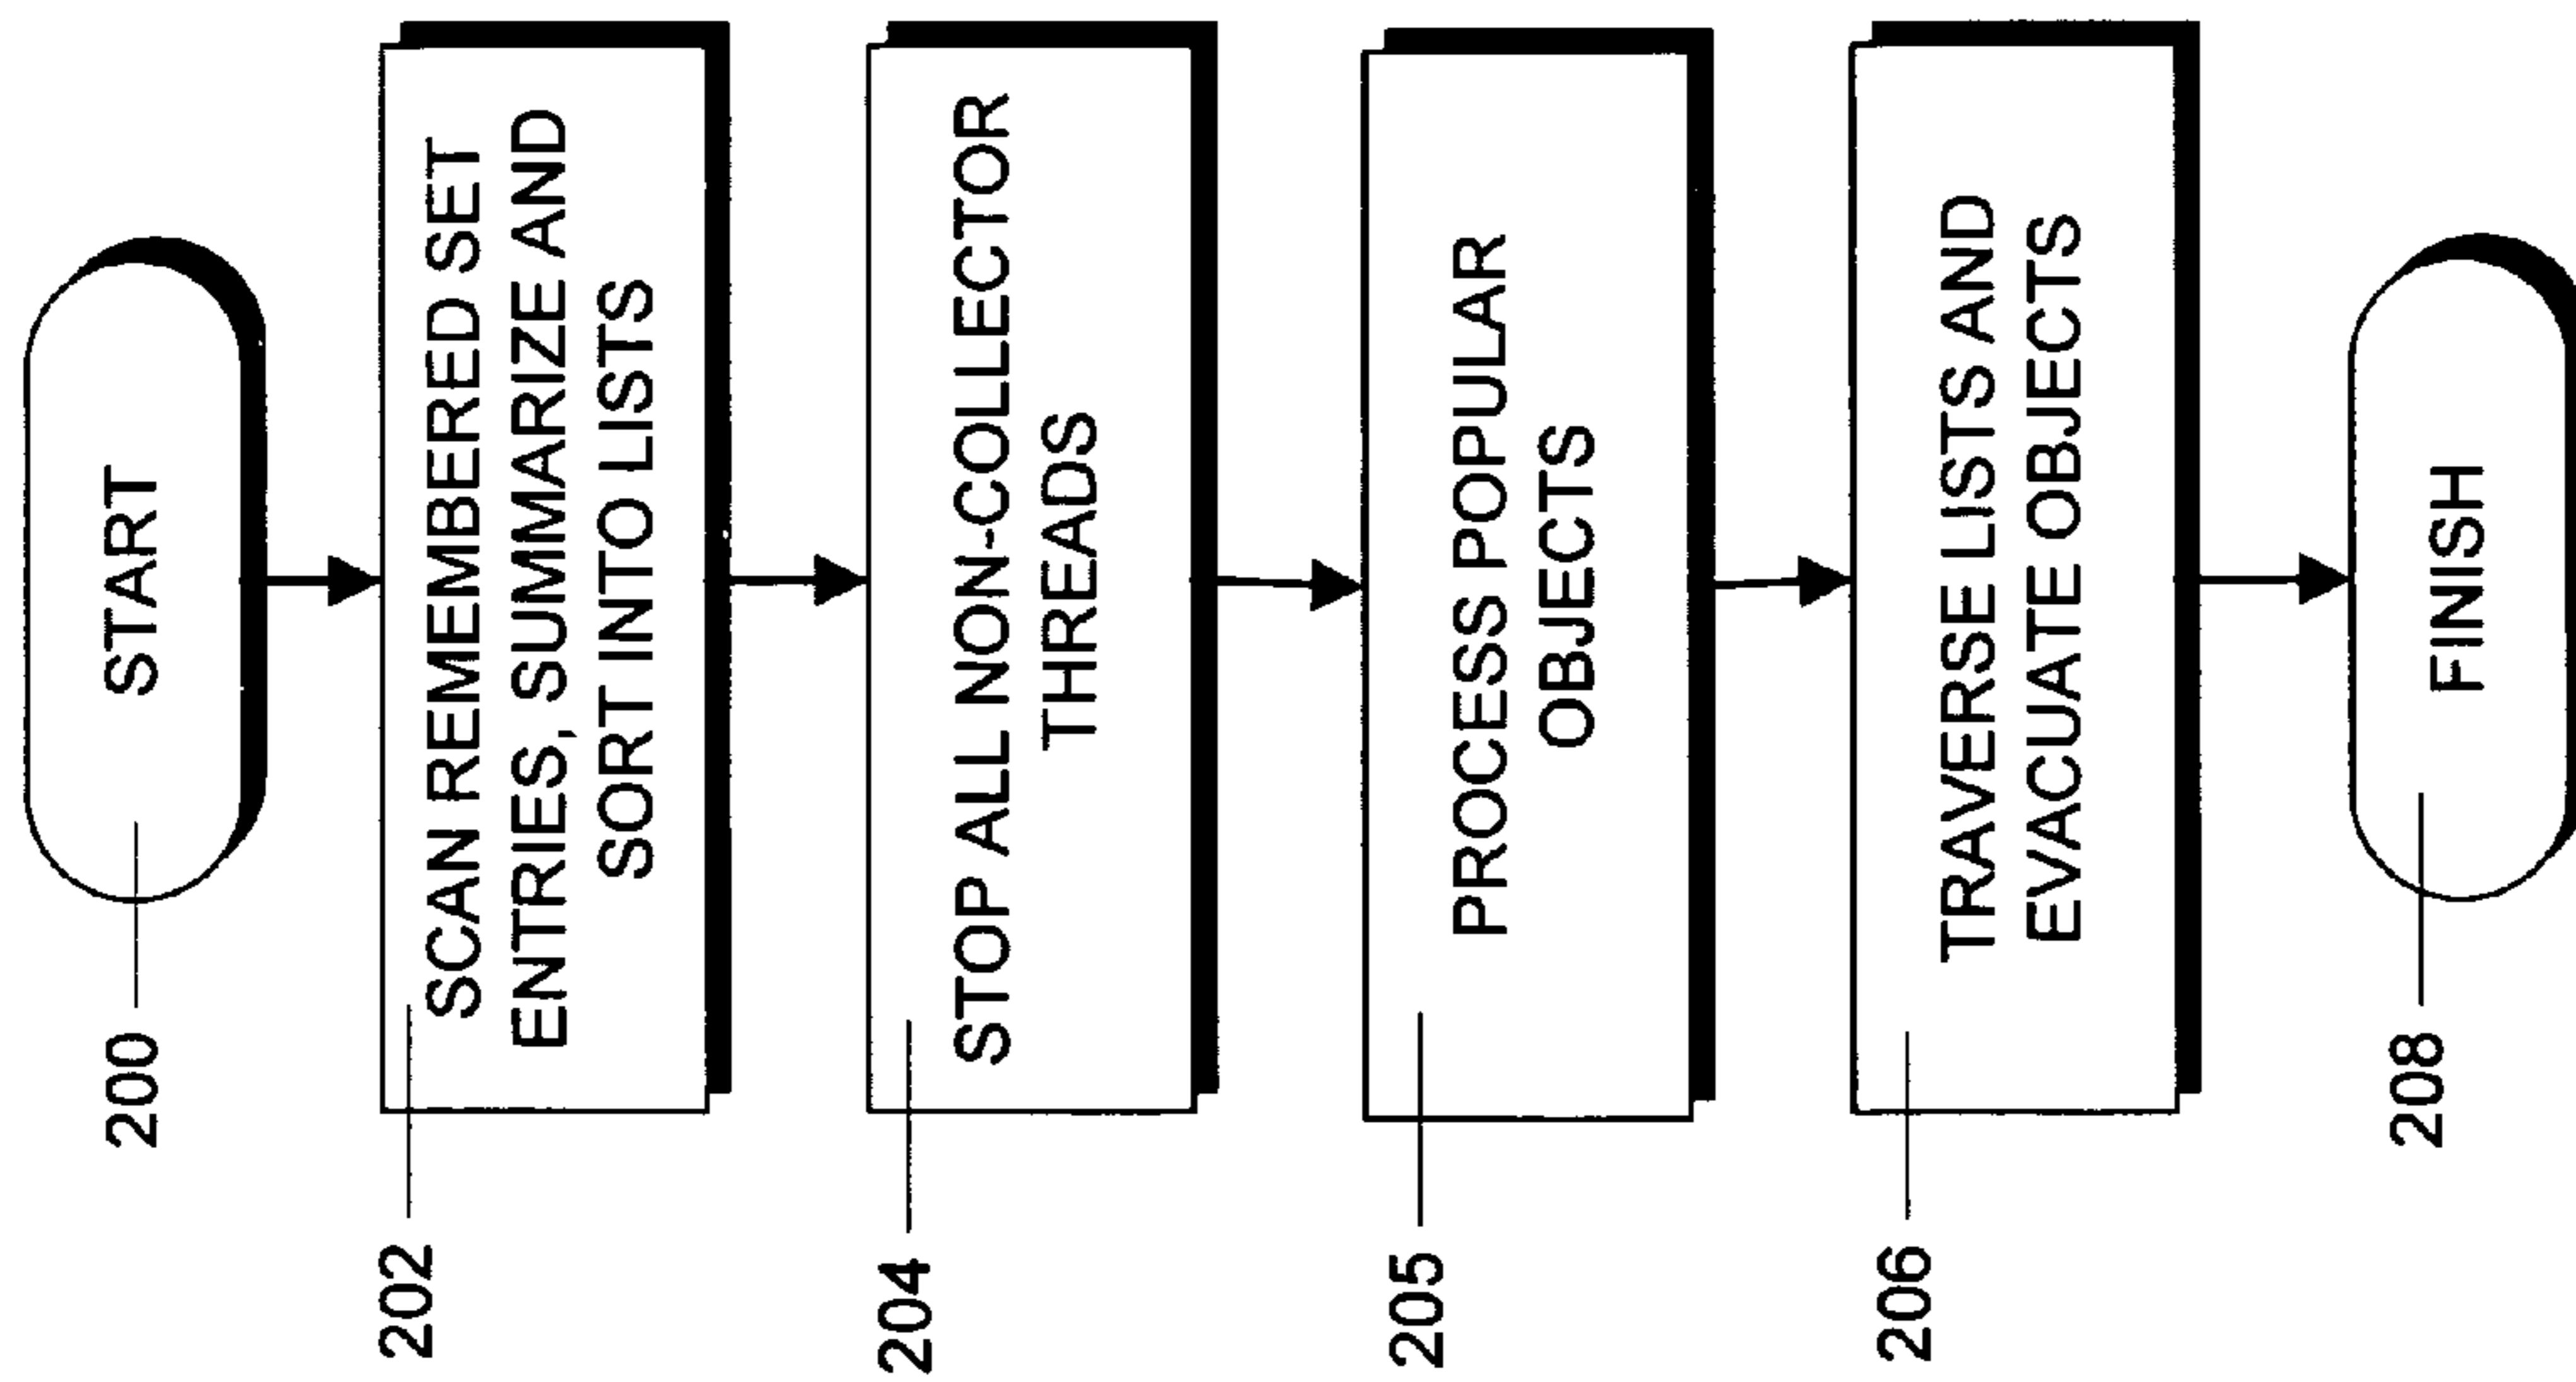 200
START
202
SCAN REMEMBERED SET
ENTRIES, SUMMARIZE AND
SORT INTO LISTS
204
STOP ALL NON-COLLECTOR
THREADS
205
PROCESS POPULAR
OBJECTS
206
TRAVERSE LISTS AND
EVACUATE OBJECTS
208
FINISH